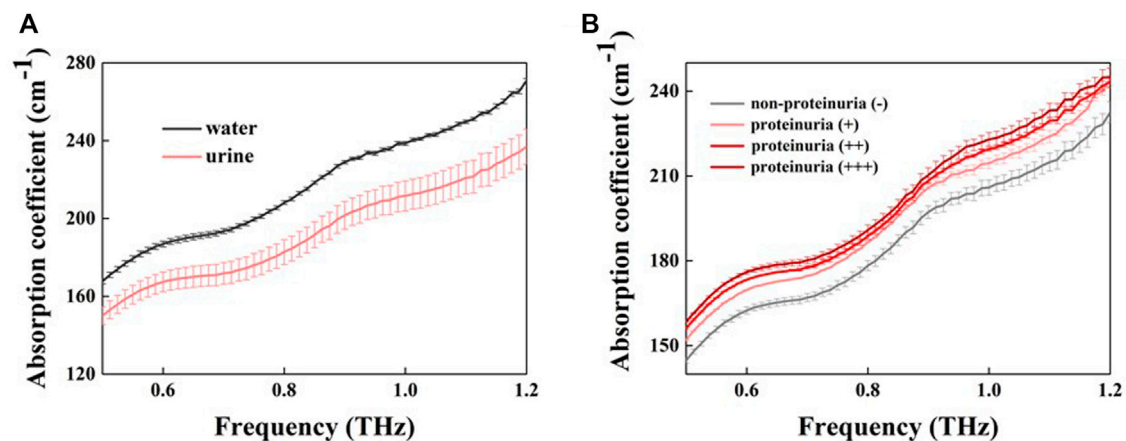 A
Absorption coefficient (cm-1)
280
240
200
160
120
water
urine
0.6
0.8
1.0
1.2
Frequency (THz)
B
Absorption coefficient (cm-1)
240
210
180
150
non-proteinuria (-)
proteinuria (+)
proteinuria (++)
proteinuria (+++)
0.6
0.8
1.0
1.2
Frequency (THz)